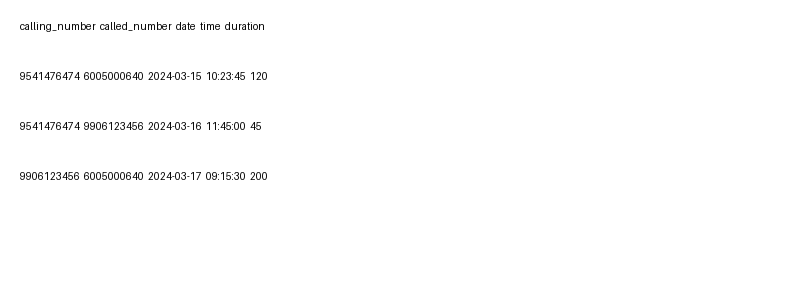 calling_number called_number date time duration
9541476474 6005000640 2024-03-15 10:23:45 120
9541476474 9906123456 2024-03-16 11:45:00 45
9906123456 6005000640 2024-03-17 09:15:30 200